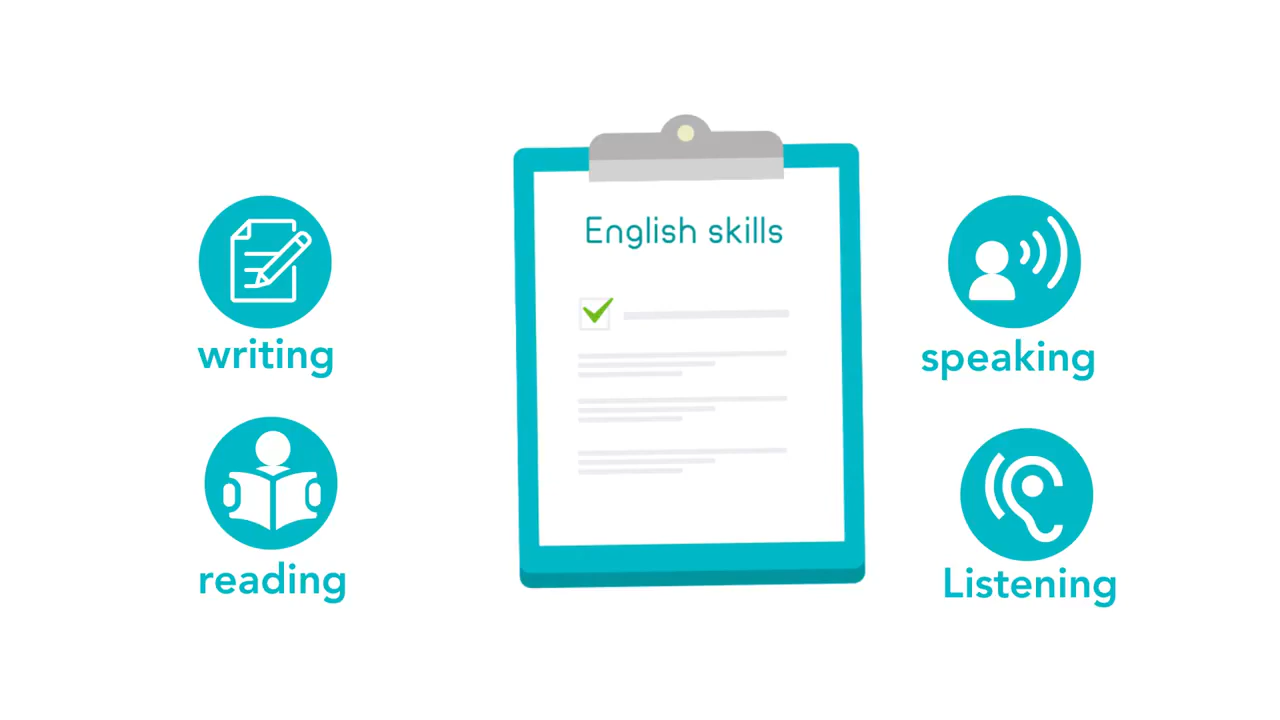 English skills
writing
speaking
reading
Listening